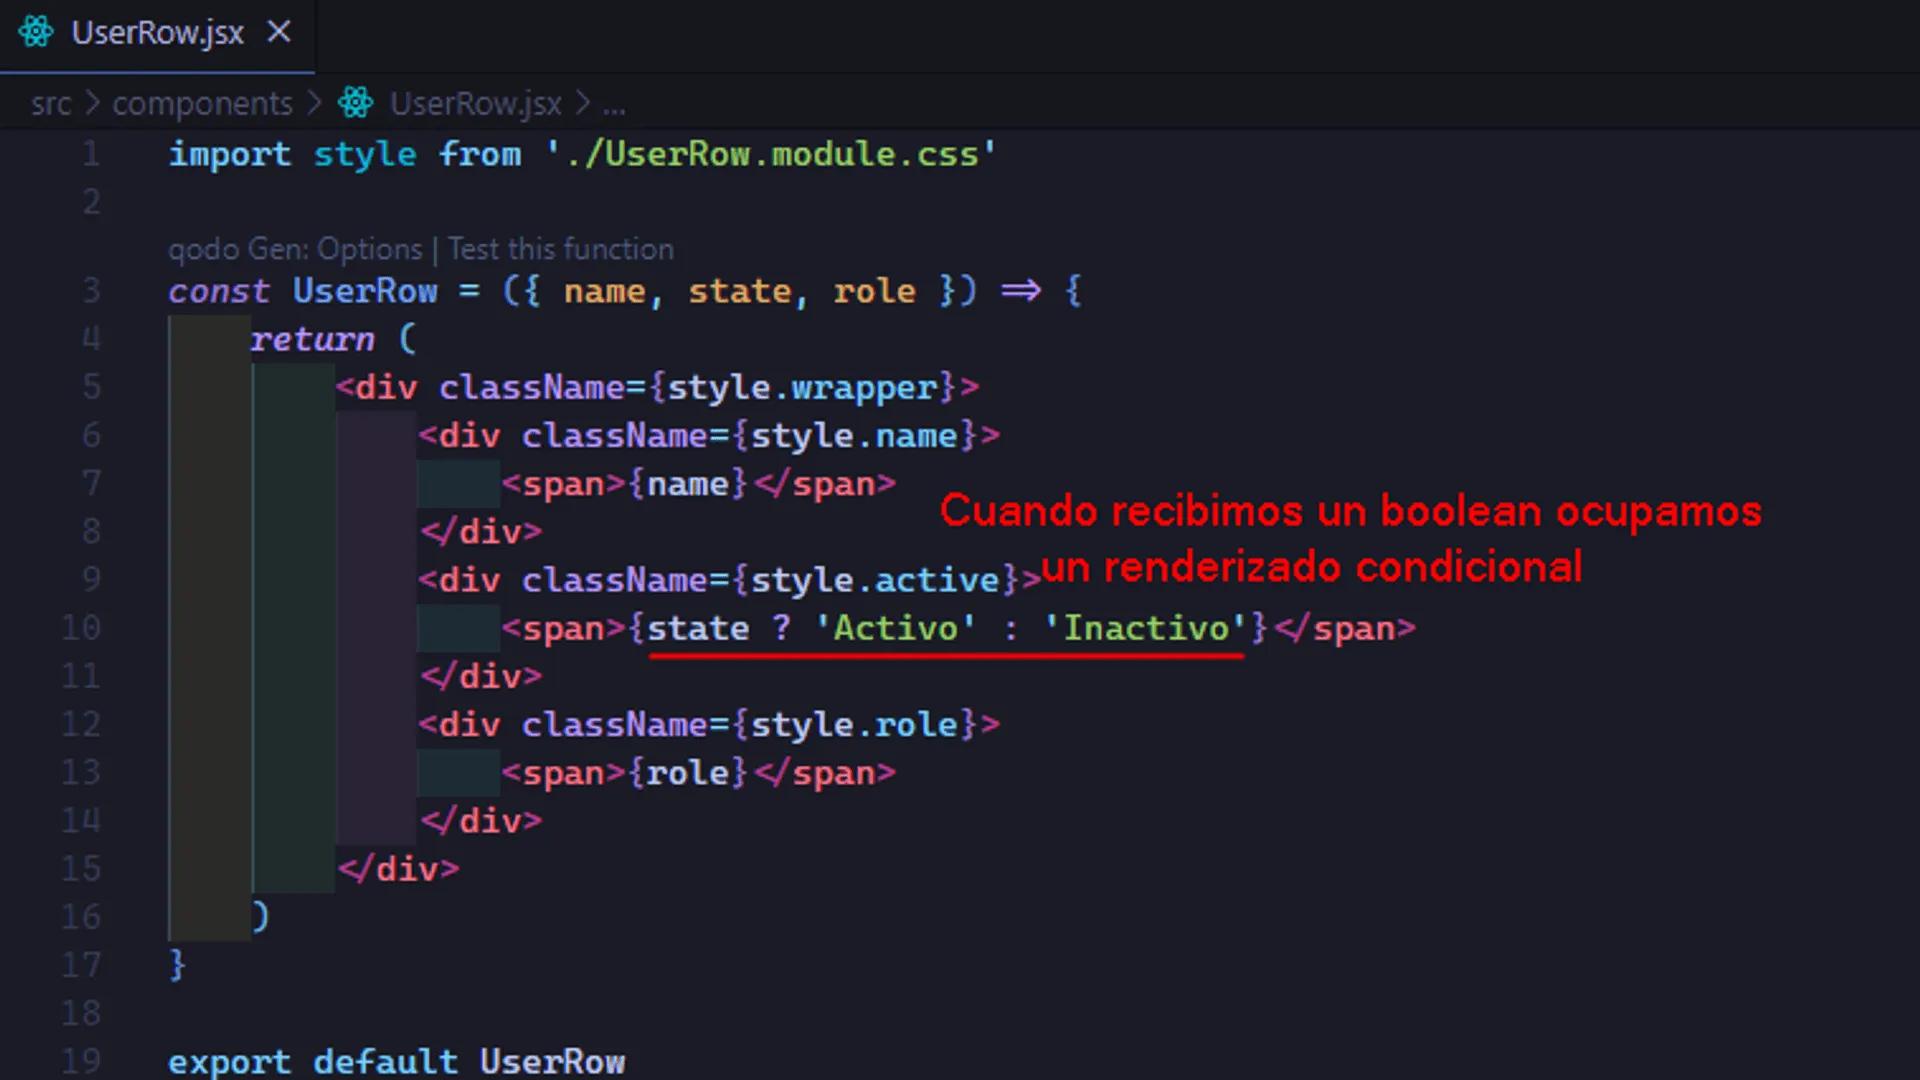 UserRow.jsx
src > components > UserRow.jsx > ...
1 import style from './UserRow.module.css'
2
qodo Gen: Options | Test this function
3 const UserRow = ({ name, state, role }) => {
4 return (
5 <div className={style.wrapper}>
6 <div className={style.name}>
7 <span>{name}</span>
8 </div>
Cuando recibimos un boolean ocupamos
un renderizado condicional
9 <div className={style.active}>
10 <span>{state ? 'Activo' : 'Inactivo'}</span>
11 </div>
12 <div className={style.role}>
13 <span>{role}</span>
14 </div>
15 </div>
16 )
17 }
18
19 export default UserRow